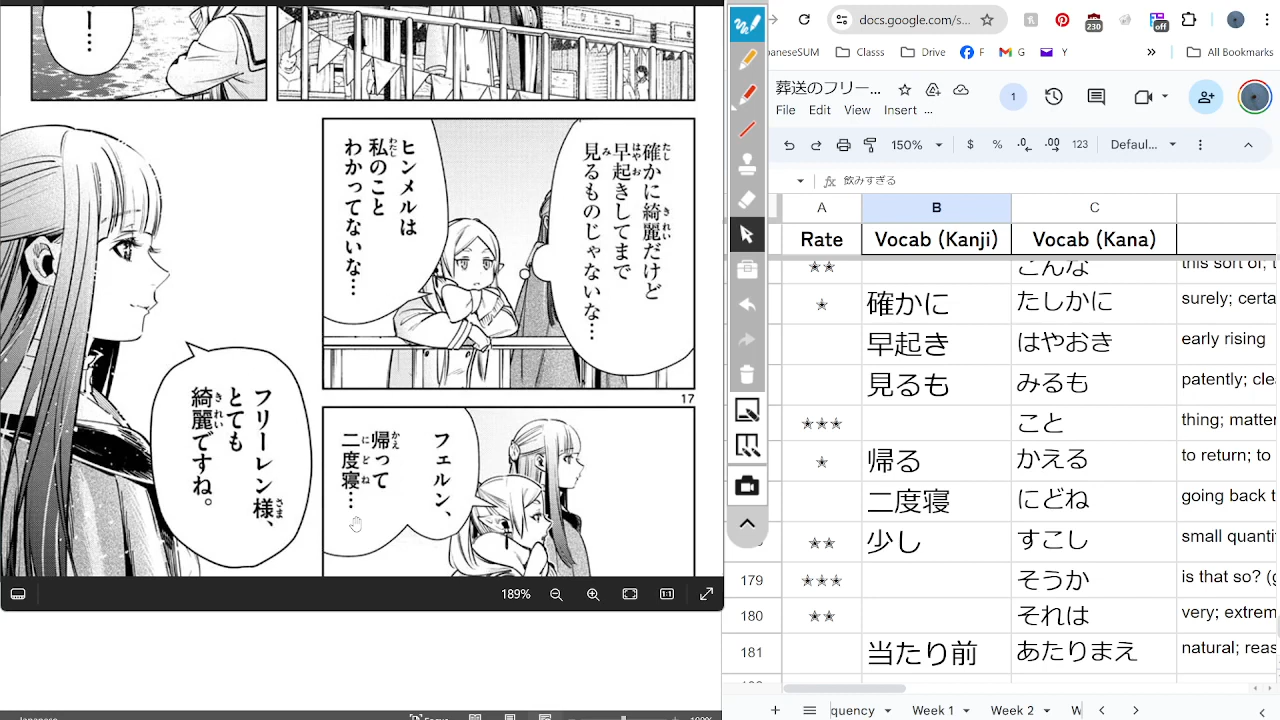 …
確かに綺麗だけど
早起きしてまで
見るものじゃないな…
ヒンメルは
私のこと
わかってないな…
17
フェルン、
帰って
二度寝…
フリーレン様、
とても
綺麗ですね。
189%
1:1
docs.google.com/s...
230
off
Classs
Drive
F
G
Y
All Bookmarks
葬送のフリー...
1
File Edit View Insert ...
150%
$
%
.0
.00
123
Defaul...
fx 飲みすぎる
A B C
Rate Vocab (Kanji) Vocab (Kana)
★★ こんな this sort of;
★ 確かに たしかに surely; certa
早起き はやおき early rising
見るも みるも patently; cle
★★★ こと thing; matter
★ 帰る かえる to return; to
二度寝 にどね going back t
★★ 少し すこし small quanti
179 ★★★ そうか is that so? (g
180 ★★ それは very; extrem
181 当たり前 あたりまえ natural; reas
quency Week 1 Week 2 W